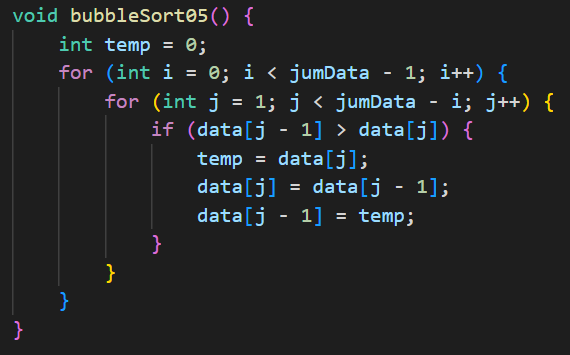 void bubbleSort05() {
    int temp = 0;
    for (int i = 0; i < jumData - 1; i++) {
        for (int j = 1; j < jumData - i; j++) {
            if (data[j - 1] > data[j]) {
                temp = data[j];
                data[j] = data[j - 1];
                data[j - 1] = temp;
            }
        }
    }
}